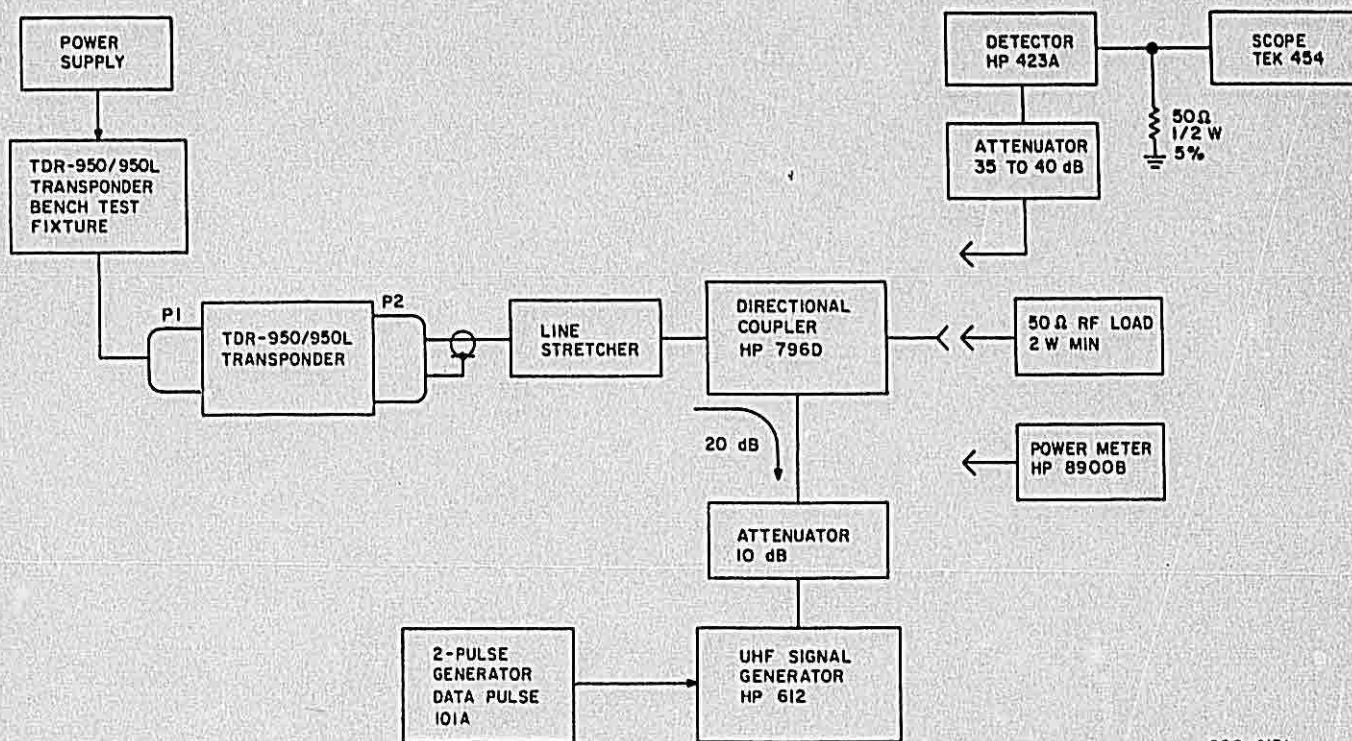 POWER
SUPPLY
DETECTOR
HP 423A
SCOPE
TEK 454
50Ω
1/2 W
5%
ATTENUATOR
35 TO 40 dB
TDR-950/950L
TRANSPONDER
BENCH TEST
FIXTURE
P1
TDR-950/950L
TRANSPONDER
P2
LINE
STRETCHER
DIRECTIONAL
COUPLER
HP 796D
50Ω RF LOAD
2 W MIN
20 dB
POWER METER
HP 8900B
ATTENUATOR
10 dB
2-PULSE
GENERATOR
DATA PULSE
101A
UHF SIGNAL
GENERATOR
HP 612